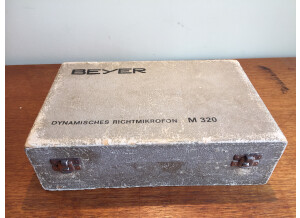 BEYER
DYNAMISCHES RICHTMIKROFON M 320